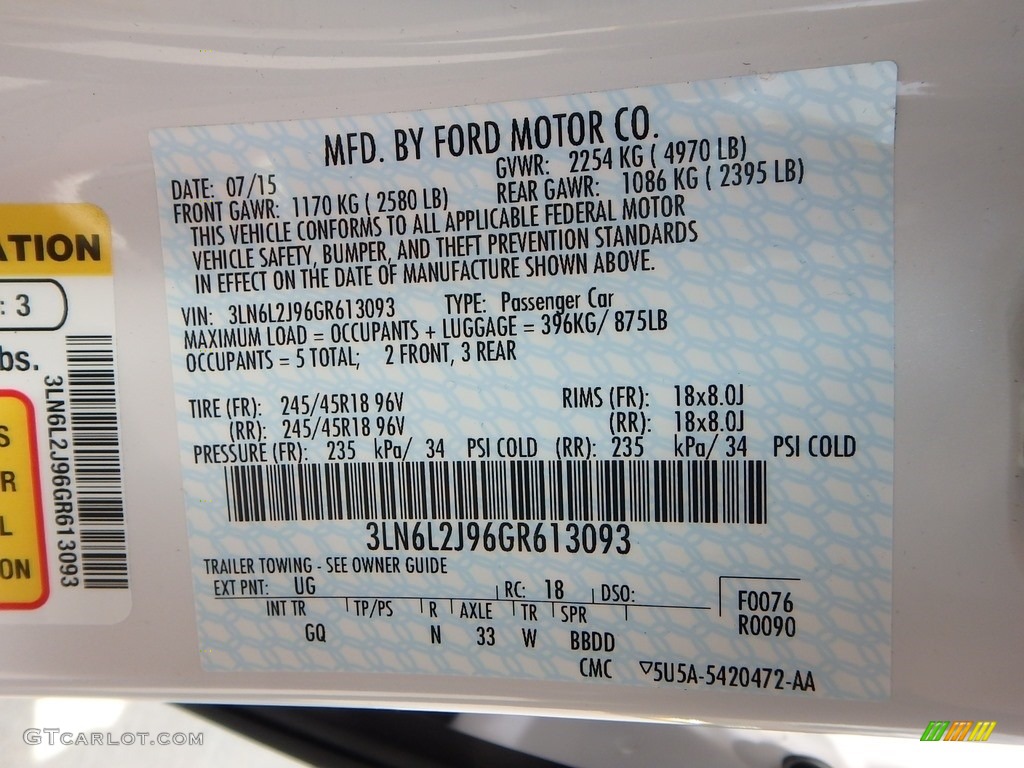 MFD. BY FORD MOTOR CO.
DATE: 07/15 GVWR: 2254 KG ( 4970 LB)
FRONT GAWR: 1170 KG ( 2580 LB) REAR GAWR: 1086 KG ( 2395 LB)
THIS VEHICLE CONFORMS TO ALL APPLICABLE FEDERAL MOTOR
VEHICLE SAFETY, BUMPER, AND THEFT PREVENTION STANDARDS
IN EFFECT ON THE DATE OF MANUFACTURE SHOWN ABOVE.
VIN: 3LN6L2J96GR613093 TYPE: Passenger Car
MAXIMUM LOAD = OCCUPANTS + LUGGAGE = 396KG/ 875LB
OCCUPANTS = 5 TOTAL; 2 FRONT, 3 REAR
TIRE (FR): 245/45R18 96V RIMS (FR): 18x8.0J
(RR): 245/45R18 96V (RR): 18x8.0J
PRESSURE (FR): 235 kPa/ 34 PSI COLD (RR): 235 kPa/ 34 PSI COLD
3LN6L2J96GR613093
TRAILER TOWING - SEE OWNER GUIDE
EXT PNT: UG RC: 18 DSO:
INT TR TP/PS R AXLE TR SPR
GQ N 33 W BBDD
F0076
R0090
CMC ▽5U5A-5420472-AA
ATION
: 3
bs.
3LN6L2J96GR613093
S
R
L
ON
GTcarlot.com